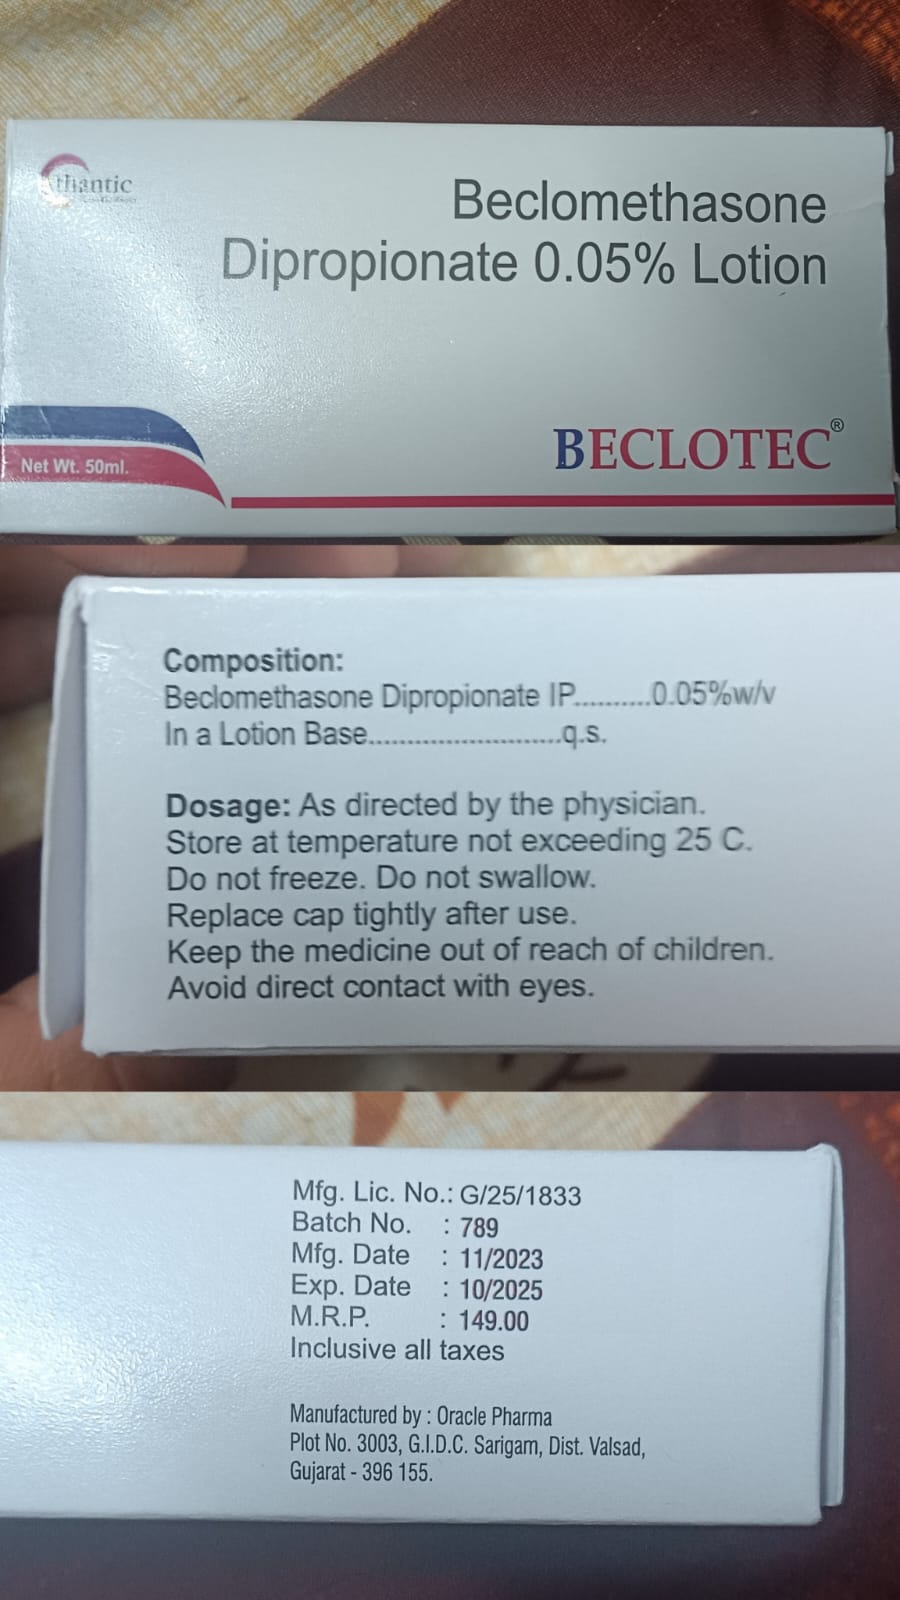 thantic
Beclomethasone
Dipropionate 0.05% Lotion
BECLOTEC®
Net Wt. 50ml.
Composition:
Beclomethasone Dipropionate IP..........0.05%w/v
In a Lotion Base..........................q.s.
Dosage: As directed by the physician.
Store at temperature not exceeding 25 C.
Do not freeze. Do not swallow.
Replace cap tightly after use.
Keep the medicine out of reach of children.
Avoid direct contact with eyes.
Mfg. Lic. No.: G/25/1833
Batch No. : 789
Mfg. Date : 11/2023
Exp. Date : 10/2025
M.R.P. : 149.00
Inclusive all taxes
Manufactured by : Oracle Pharma
Plot No. 3003, G.I.D.C. Sarigam, Dist. Valsad,
Gujarat - 396 155.